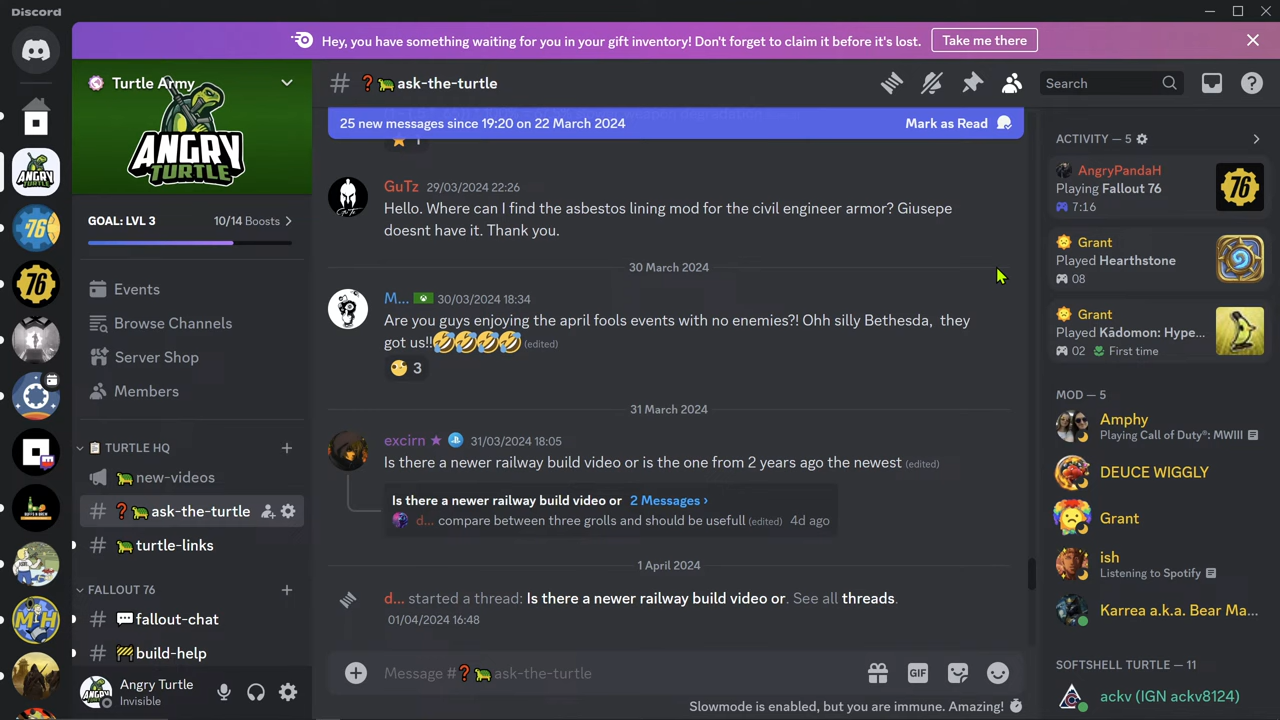 Discord
Hey, you have something waiting for you in your gift inventory! Don't forget to claim it before it's lost.
Take me there
Turtle Army
ANGRY
TURTLE
GOAL: LVL 3
10/14 Boosts
Events
Browse Channels
Server Shop
Members
TURTLE HQ
new-videos
ask-the-turtle
turtle-links
FALLOUT 76
fallout-chat
build-help
Angry Turtle
Invisible
ask-the-turtle
Search
25 new messages since 19:20 on 22 March 2024
Mark as Read
1
GuTz 29/03/2024 22:26
Hello. Where can I find the asbestos lining mod for the civil engineer armor? Giusepe
doesnt have it. Thank you.
30 March 2024
M... 30/03/2024 18:34
Are you guys enjoying the april fools events with no enemies?! Ohh silly Bethesda, they
got us!!🤣🤣🤣🤣 (edited)
3
31 March 2024
excirn 31/03/2024 18:05
Is there a newer railway build video or is the one from 2 years ago the newest (edited)
Is there a newer railway build video or 2 Messages ›
d... compare between three grolls and should be usefull (edited) 4d ago
1 April 2024
d... started a thread: Is there a newer railway build video or. See all threads.
01/04/2024 16:48
Message #❓🐢ask-the-turtle
GIF
Slowmode is enabled, but you are immune. Amazing!
ACTIVITY — 5
AngryPandaH
Playing Fallout 76
7:16
76
Grant
Played Hearthstone
08
Grant
Played Kādomon: Hype...
02 First time
MOD — 5
Amphy
Playing Call of Duty®: MWIII
DEUCE WIGGLY
Grant
ish
Listening to Spotify
Karrea a.k.a. Bear Ma...
SOFTSHELL TURTLE — 11
ackv (IGN ackv8124)